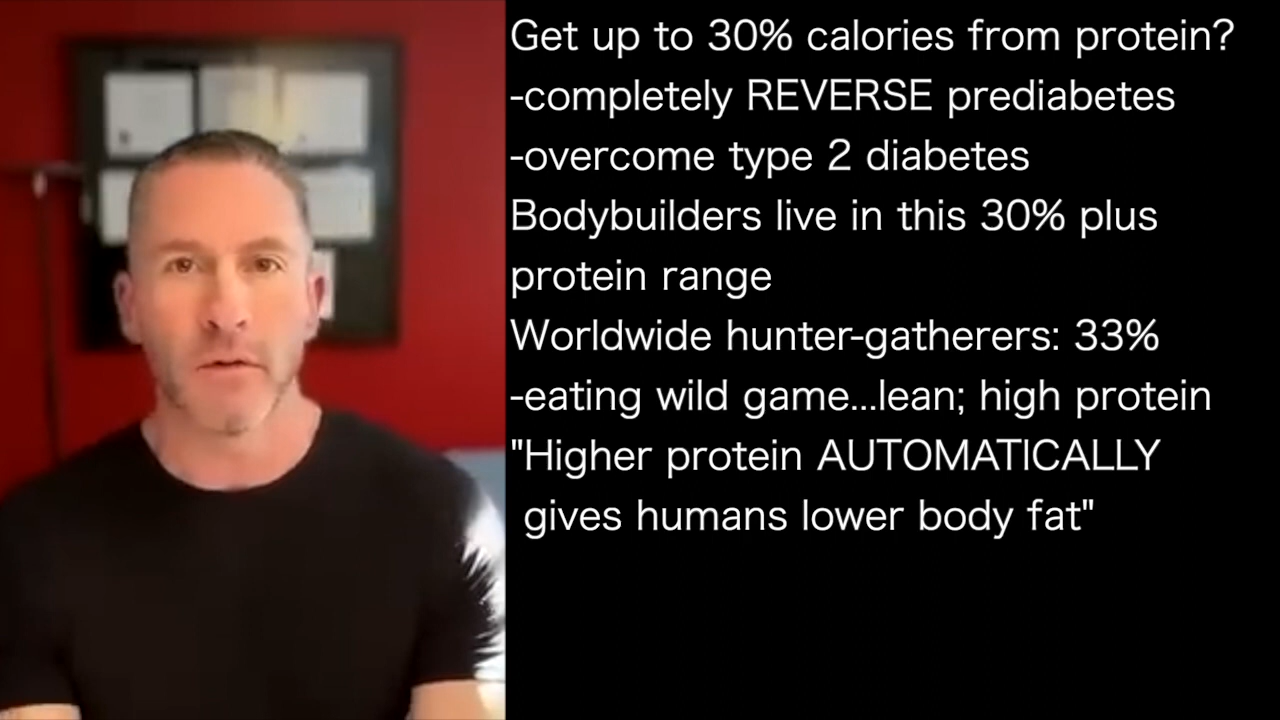 Get up to 30% calories from protein?
-completely REVERSE prediabetes
-overcome type 2 diabetes
Bodybuilders live in this 30% plus
protein range
Worldwide hunter-gatherers: 33%
-eating wild game...lean; high protein
"Higher protein AUTOMATICALLY
gives humans lower body fat"